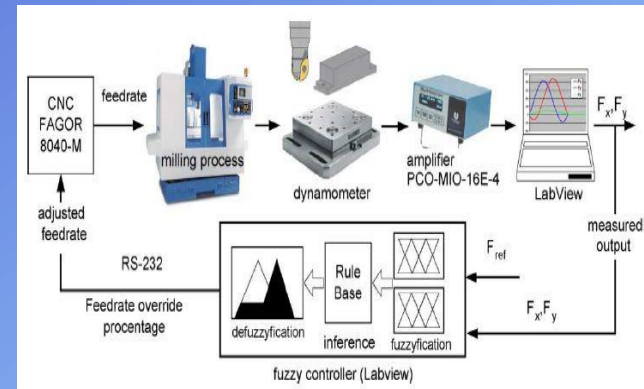 CNC
FAGOR
8040-M
feedrate
milling process
dynamometer
amplifier
PCO-MIO-16E-4
LabView
Fx,Fy
adjusted
feedrate
RS-232
Feedrate override
procentage
defuzzyfication
Rule
Base
inference
fuzzyfication
Fref
measured
output
Fx,Fy
fuzzy controller (Labview)